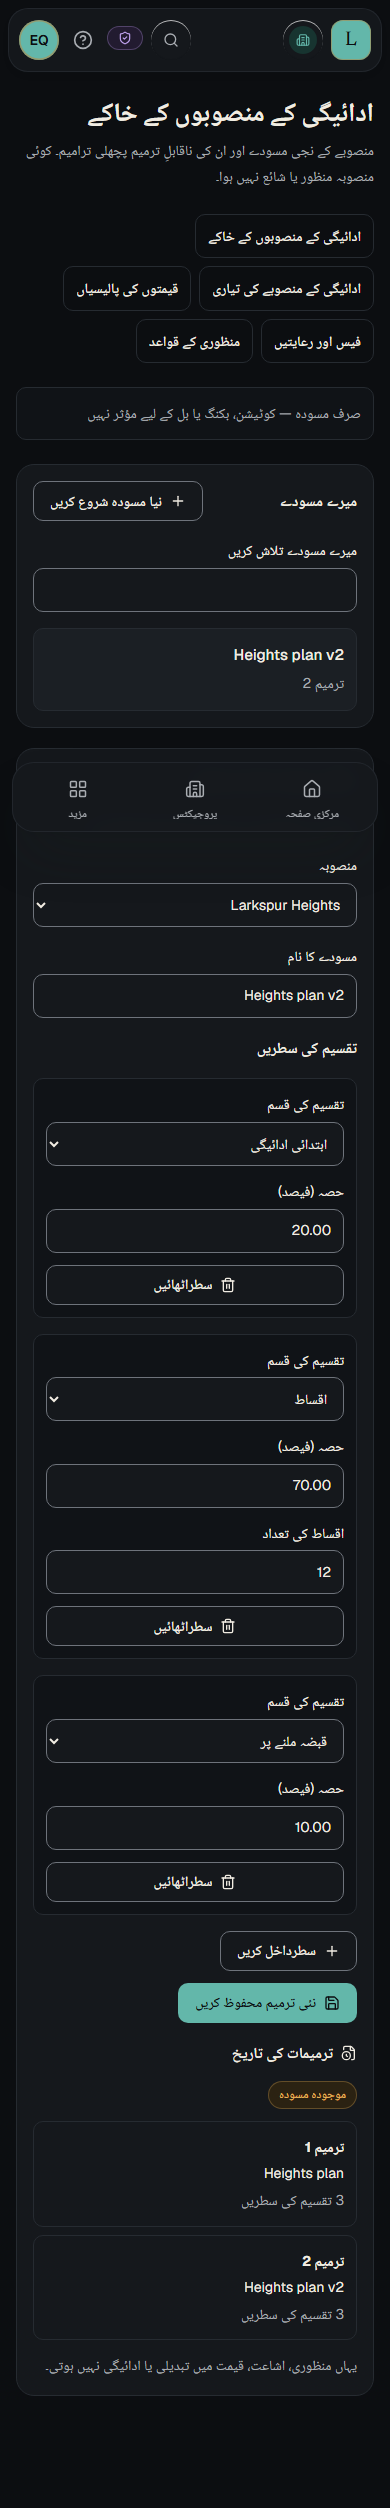 L
EQ
ادائیگی کے منصوبوں کے خاکے
منصوبے کے نجی مسودے اور ان کی ناقابلِ ترمیم پچھلی ترامیم۔ کوئی
منصوبہ منظور یا شائع نہیں ہوا۔
ادائیگی کے منصوبوں کے خاکے
ادائیگی کے منصوبے کی تیاری
قیمتوں کی پالیسیاں
فیس اور رعایتیں
منظوری کے قواعد
صرف مسودہ — کوٹیشن، بکنگ یا بل کے لیے مؤثر نہیں
میرے مسودے
نیا مسودہ شروع کریں
میرے مسودے تلاش کریں
Heights plan v2
ترمیم 2
مرکزی صفحہ
پروجیکٹس
مزید
منصوبہ
Larkspur Heights
مسودے کا نام
Heights plan v2
تقسیم کی سطریں
تقسیم کی قسم
ابتدائی ادائیگی
حصہ (فیصد)
20.00
سطر اٹھائیں
تقسیم کی قسم
اقساط
حصہ (فیصد)
70.00
اقساط کی تعداد
12
سطر اٹھائیں
تقسیم کی قسم
قبضہ ملنے پر
حصہ (فیصد)
10.00
سطر اٹھائیں
سطر داخل کریں
نئی ترمیم محفوظ کریں
ترمیمات کی تاریخ
موجودہ مسودہ
ترمیم 1
Heights plan
3 تقسیم کی سطریں
ترمیم 2
Heights plan v2
3 تقسیم کی سطریں
یہاں منظوری، اشاعت، قیمت میں تبدیلی یا ادائیگی نہیں ہوتی۔